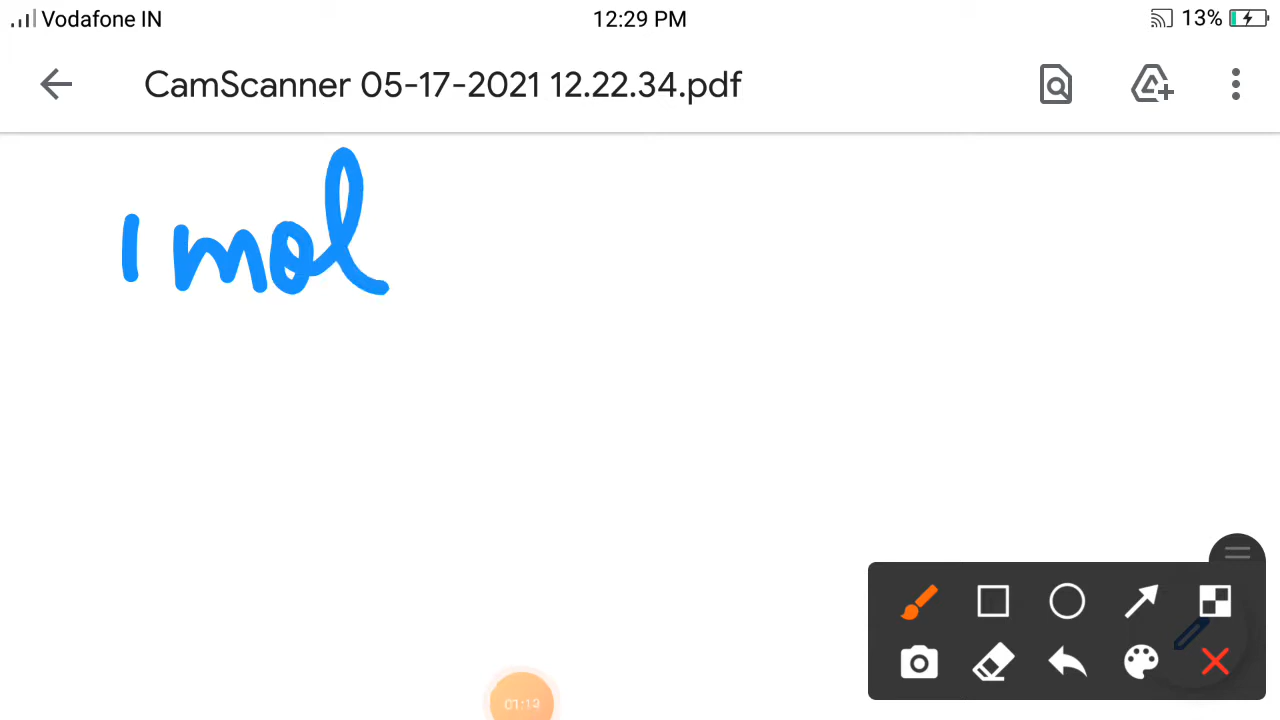 Vodafone IN 12:29 PM 13%
CamScanner 05-17-2021 12.22.34.pdf
1 mol